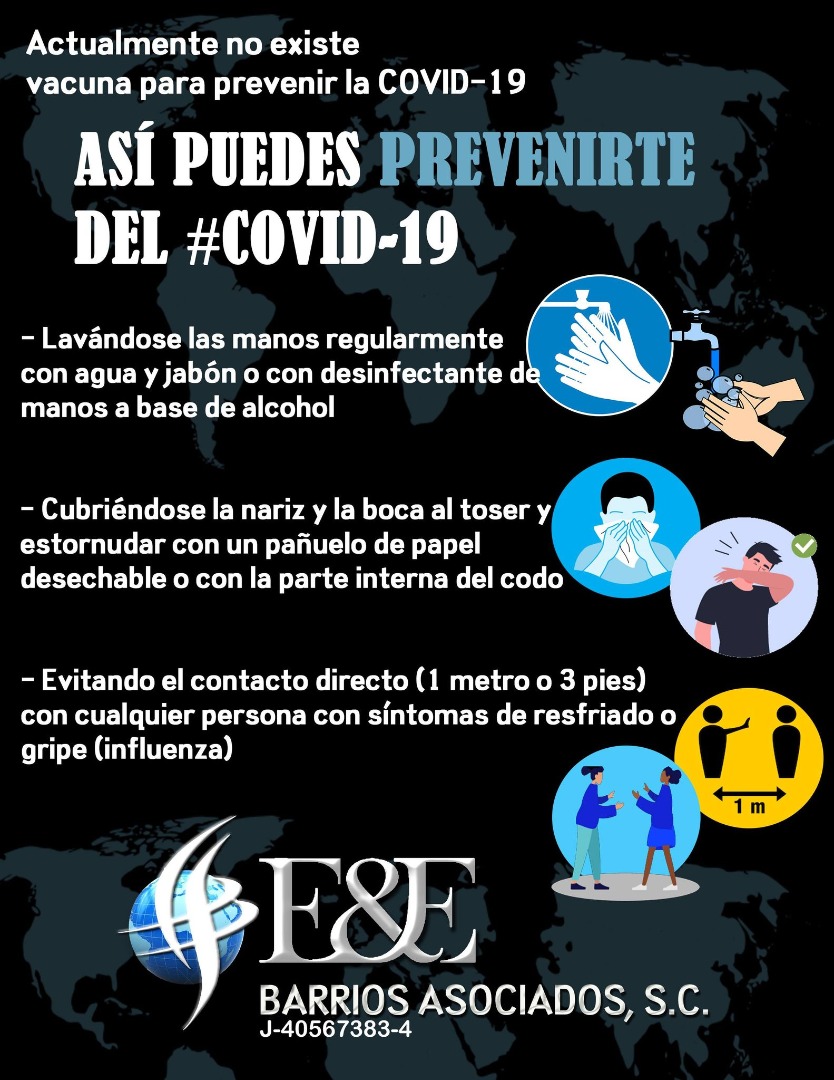 Actualmente no existe
vacuna para prevenir la COVID-19
ASÍ PUEDES PREVENIRTE
DEL #COVID-19
- Lavándose las manos regularmente
con agua y jabón o con desinfectante de
manos a base de alcohol
- Cubriéndose la nariz y la boca al toser y
estornudar con un pañuelo de papel
desechable o con la parte interna del codo
- Evitando el contacto directo (1 metro o 3 pies)
con cualquier persona con síntomas de resfriado o
gripe (influenza)
1 m
E&E
BARRIOS ASOCIADOS, S.C.
J-40567383-4